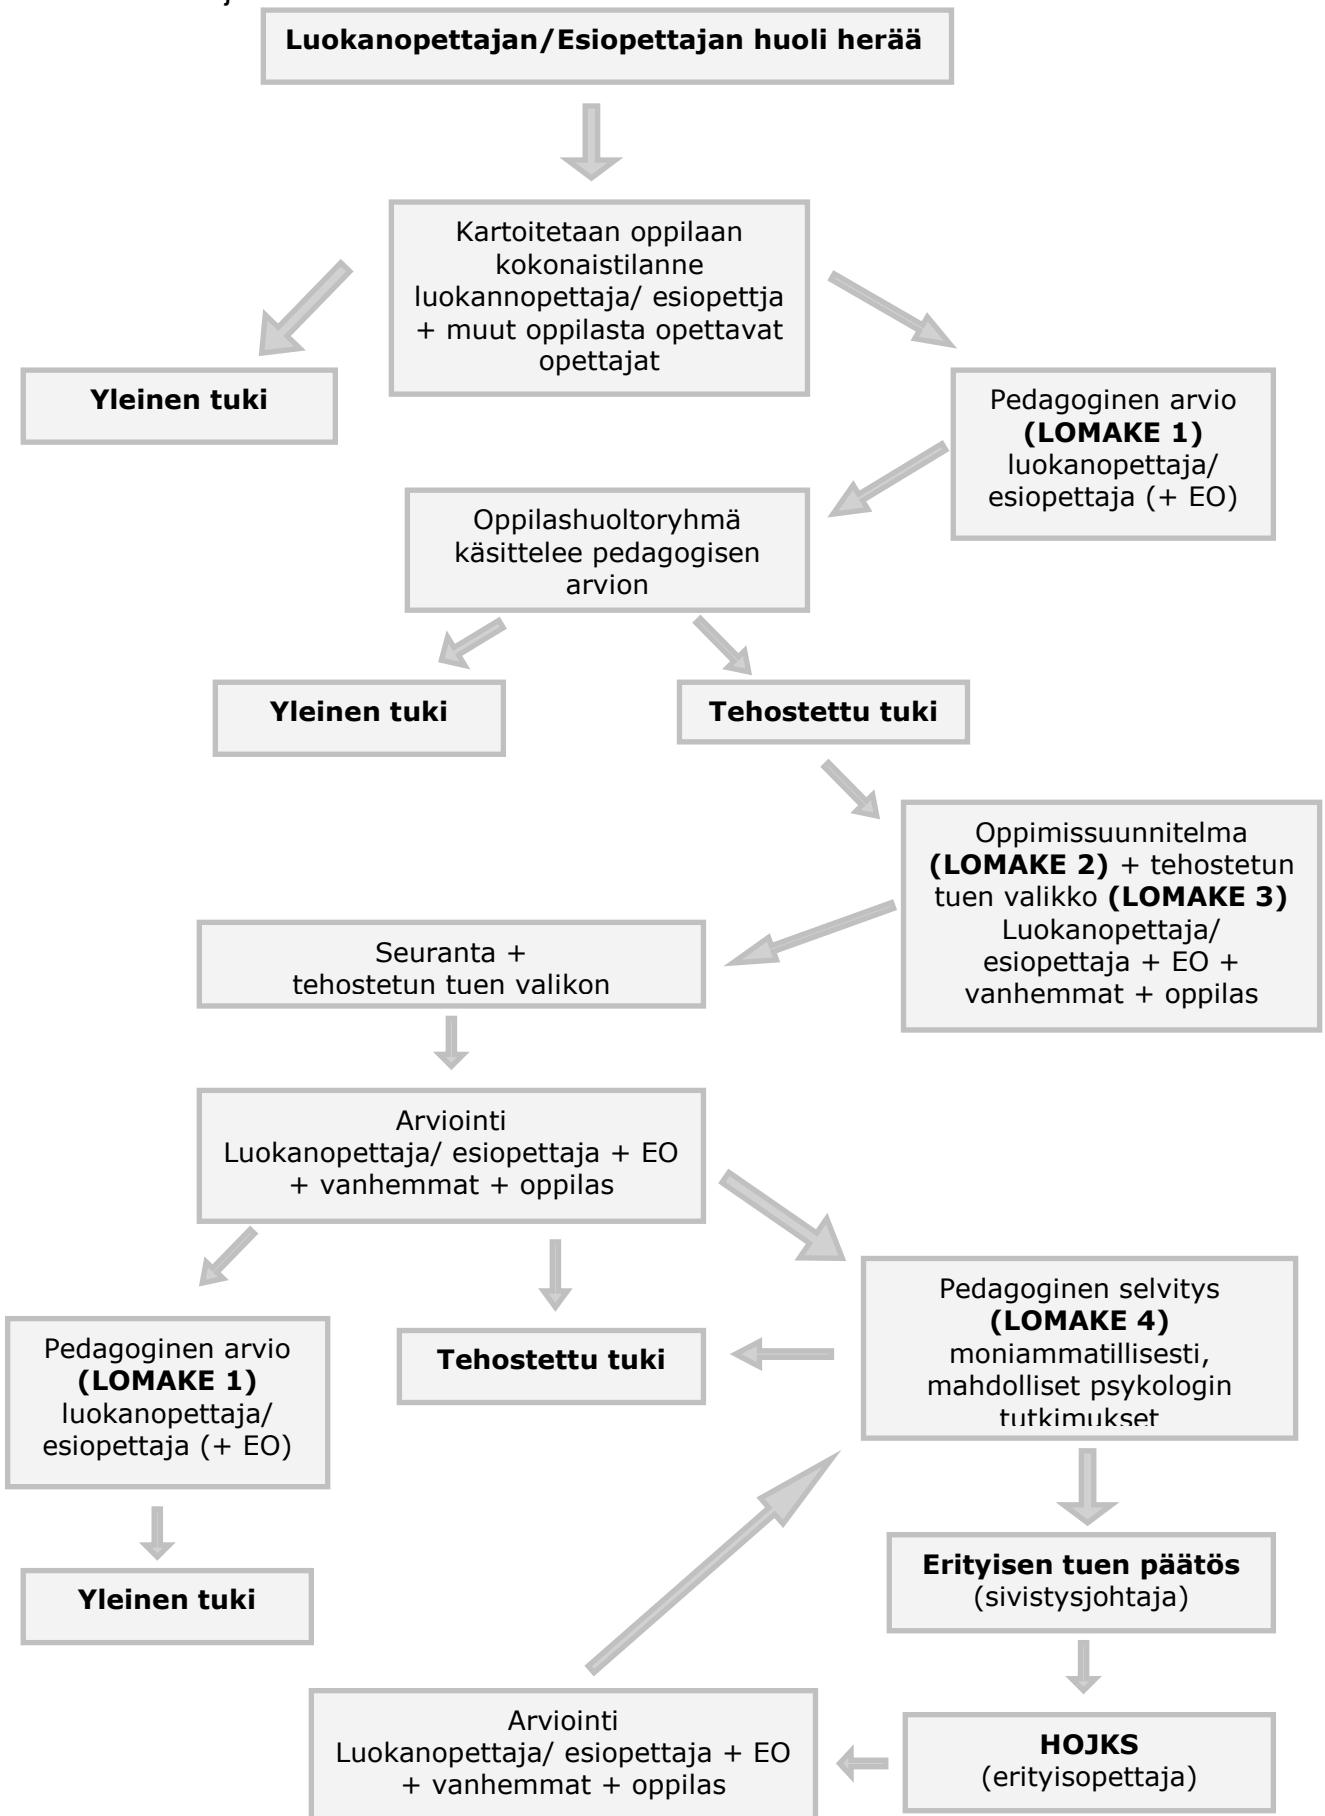 Luokanopettajan/Esiopettajan huoli herää
Kartoitetaan oppilaan
kokonaistilanne
luokannopettaja/ esiopettja
+ muut oppilasta opettavat
opettajat
Yleinen tuki
Pedagoginen arvio
(LOMAKE 1)
luokanopettaja/
esiopettaja (+ EO)
Oppilashuoltoryhmä
käsittelee pedagogisen
arvion
Yleinen tuki
Tehostettu tuki
Oppimissuunnitelma
(LOMAKE 2) + tehostetun
tuen valikko (LOMAKE 3)
Luokanopettaja/
esiopettaja + EO +
vanhemmat + oppilas
Seuranta +
tehostetun tuen valikon
Arviointi
Luokanopettaja/ esiopettaja + EO
+ vanhemmat + oppilas
Pedagoginen selvitys
(LOMAKE 4)
moniammatillisesti,
mahdolliset psykologin
tutkimukset
Pedagoginen arvio
(LOMAKE 1)
luokanopettaja/
esiopettaja (+ EO)
Tehostettu tuki
Yleinen tuki
Erityisen tuen päätös
(sivistysjohtaja)
Arviointi
Luokanopettaja/ esiopettaja + EO
+ vanhemmat + oppilas
HOJKS
(erityisopettaja)